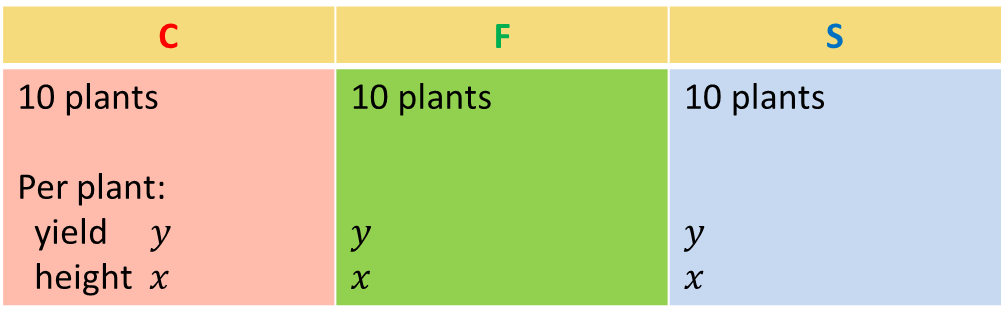 C F S
10 plants 10 plants 10 plants
Per plant:
yield y y y
height x x x